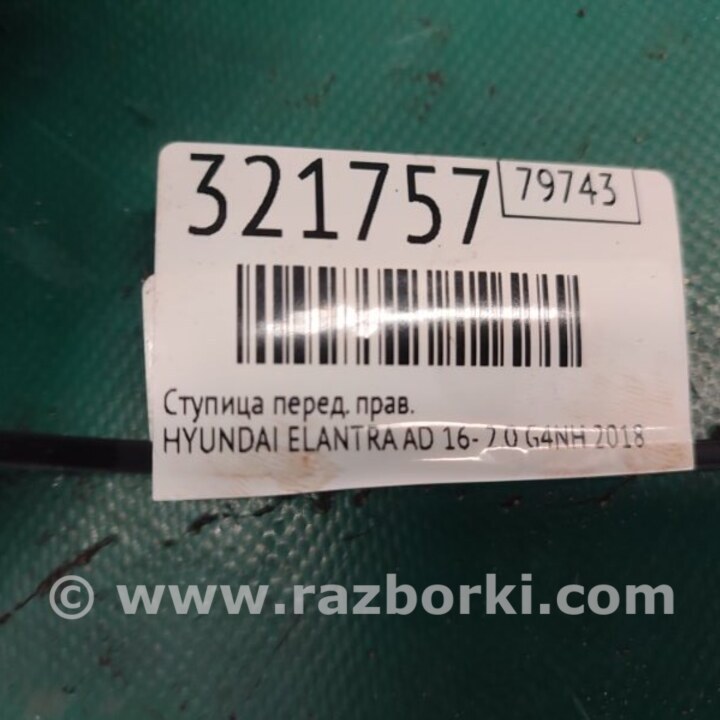 321757
79743
Ступица перед. прав.
HYUNDAI ELANTRA AD 16- 2.0 G4NH 2018
© www.razborki.com